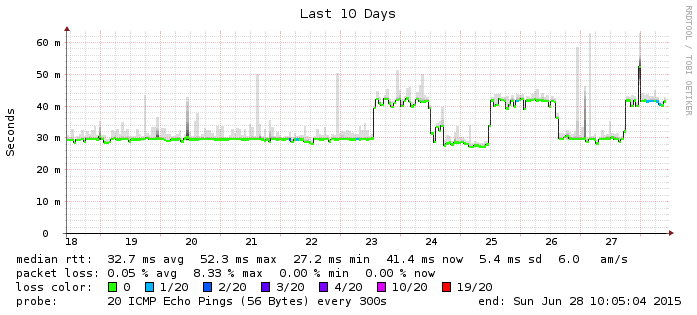 Last 10 Days
RRDTOOL / TOBI OETIKER
Seconds
60 m
50 m
40 m
30 m
20 m
10 m
0
18 19 20 21 22 23 24 25 26 27
median rtt: 32.7 ms avg 52.3 ms max 27.2 ms min 41.4 ms now 5.4 ms sd 6.0 am/s
packet loss: 0.05 % avg 8.33 % max 0.00 % min 0.00 % now
loss color: 0 1/20 2/20 3/20 4/20 10/20 19/20
probe: 20 ICMP Echo Pings (56 Bytes) every 300s end: Sun Jun 28 10:05:04 2015